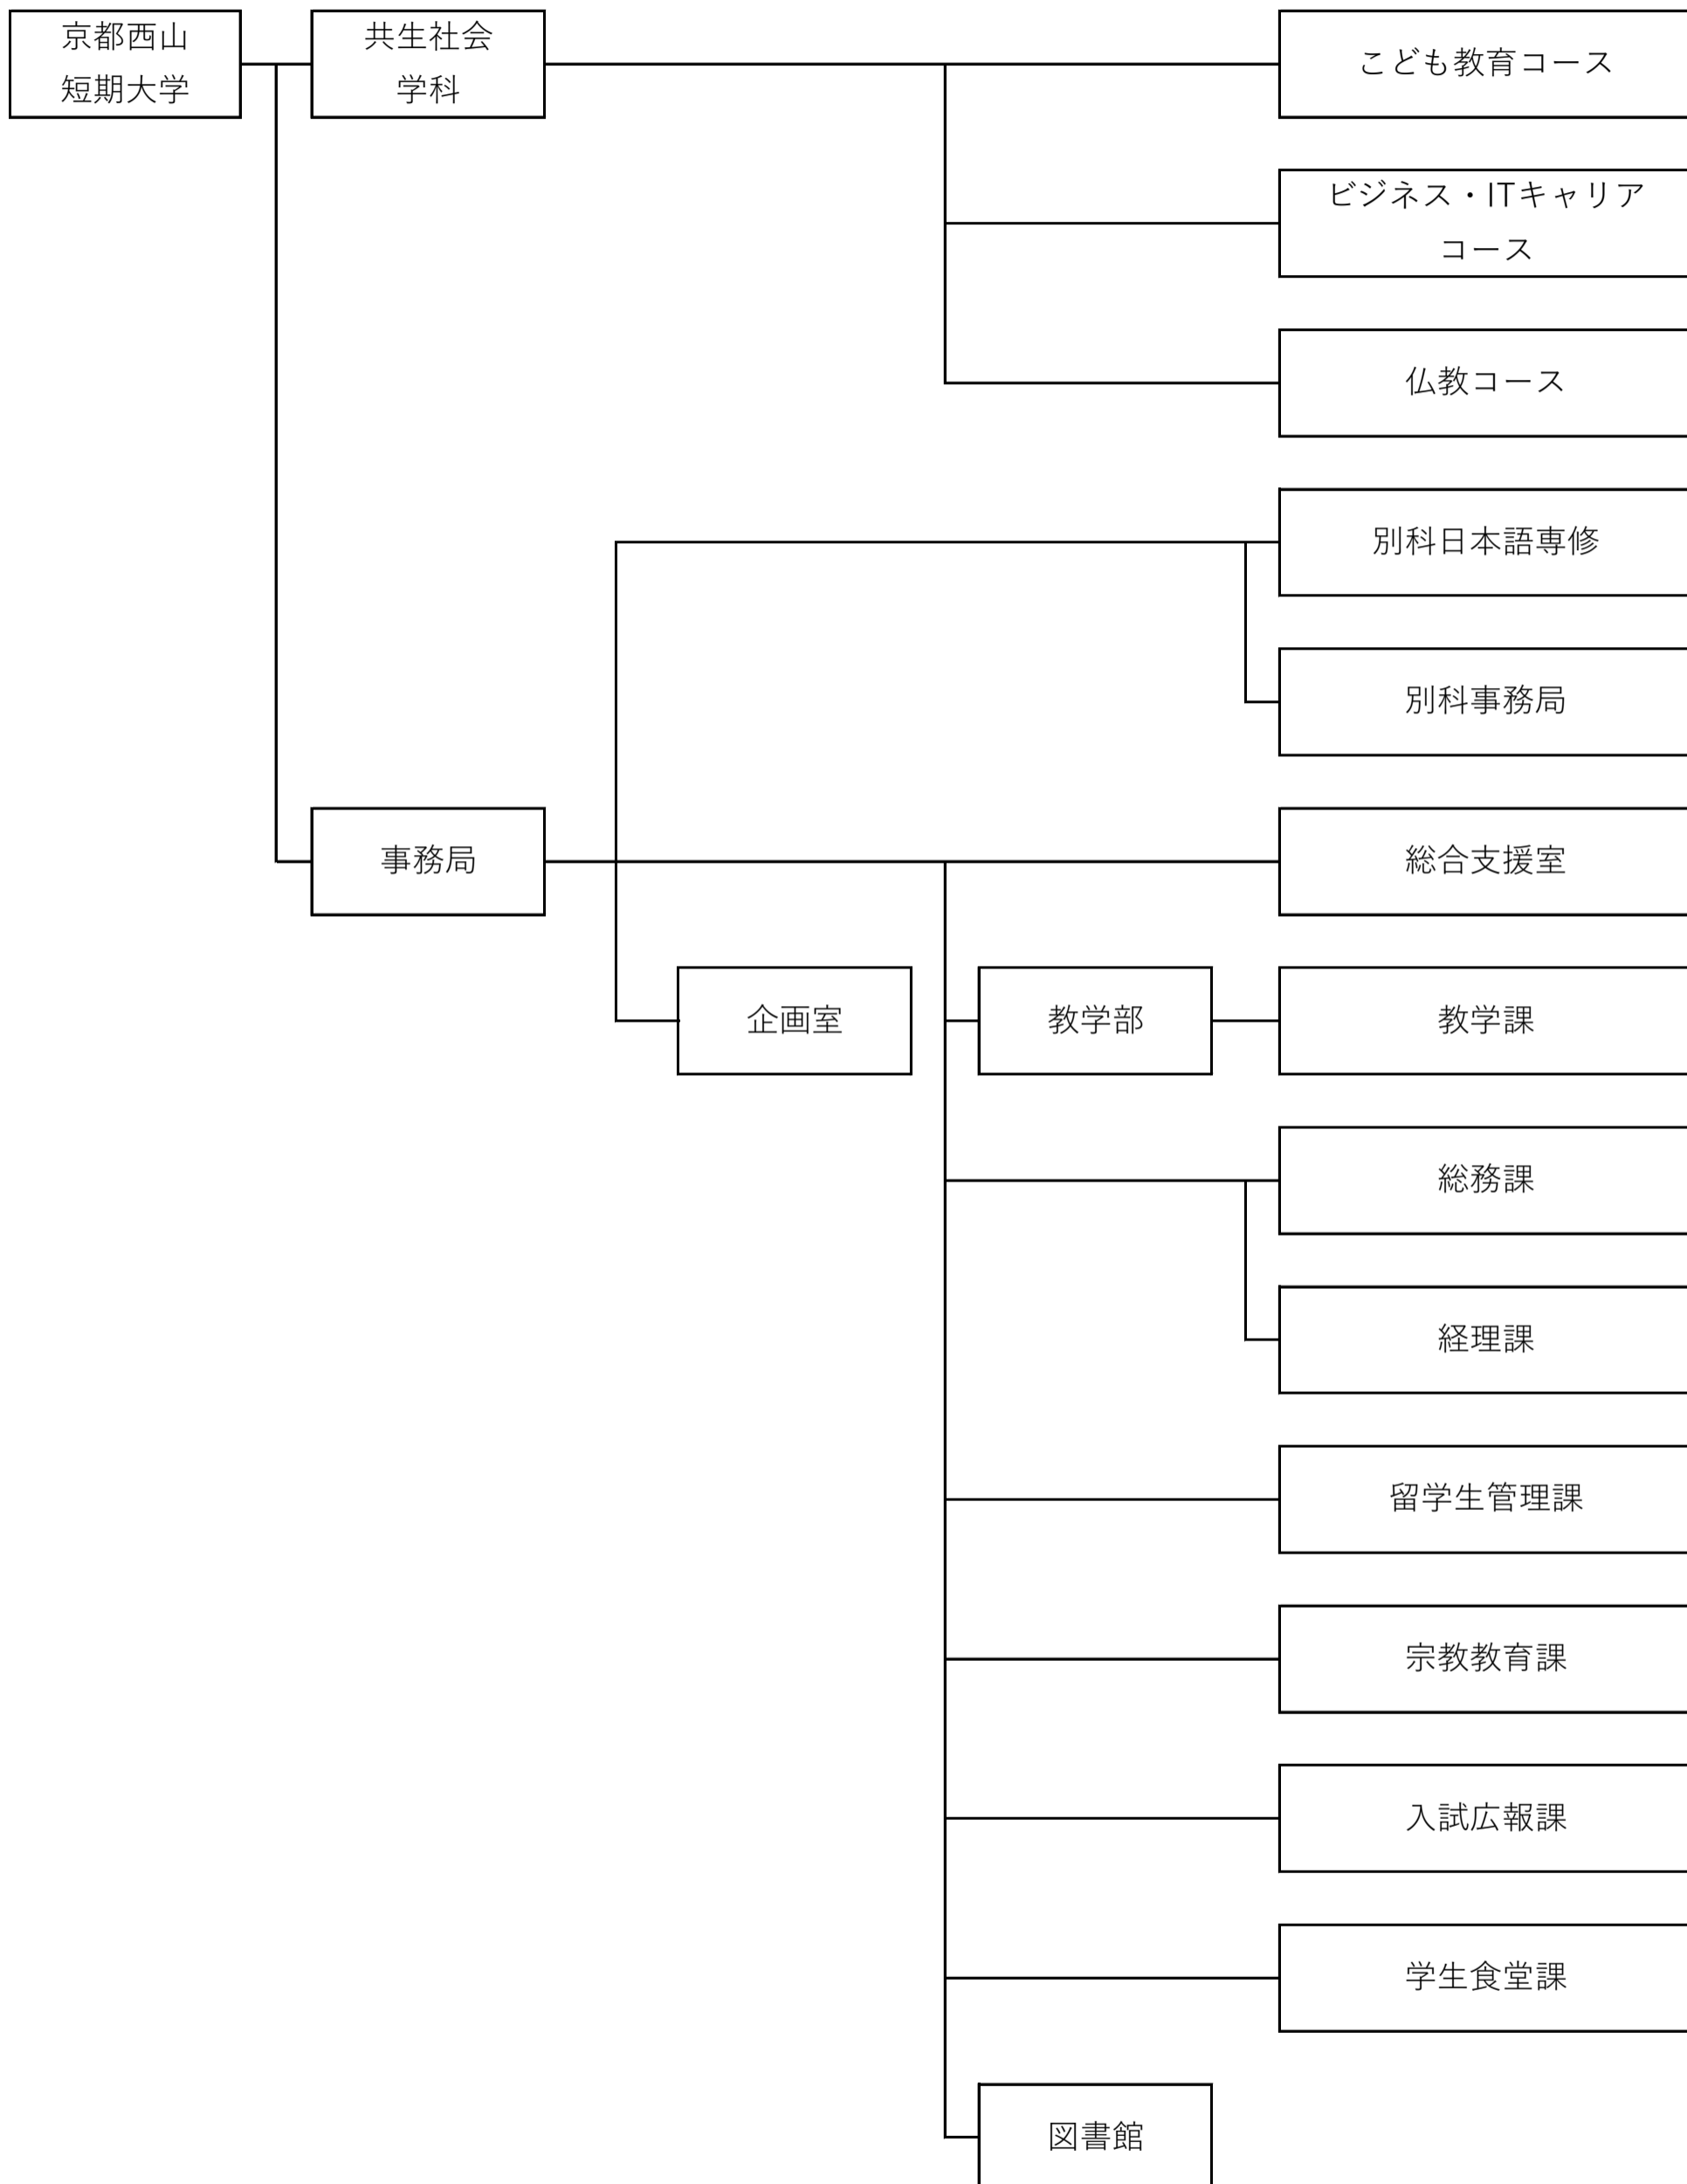 京都西山
短期大学
共生社会
学科
こども教育コース
ビジネス・ITキャリア
コース
仏教コース
別科日本語専修
別科事務局
事務局
総合支援室
企画室
教学部
教学課
総務課
経理課
留学生管理課
宗教教育課
入試広報課
学生食堂課
図書館